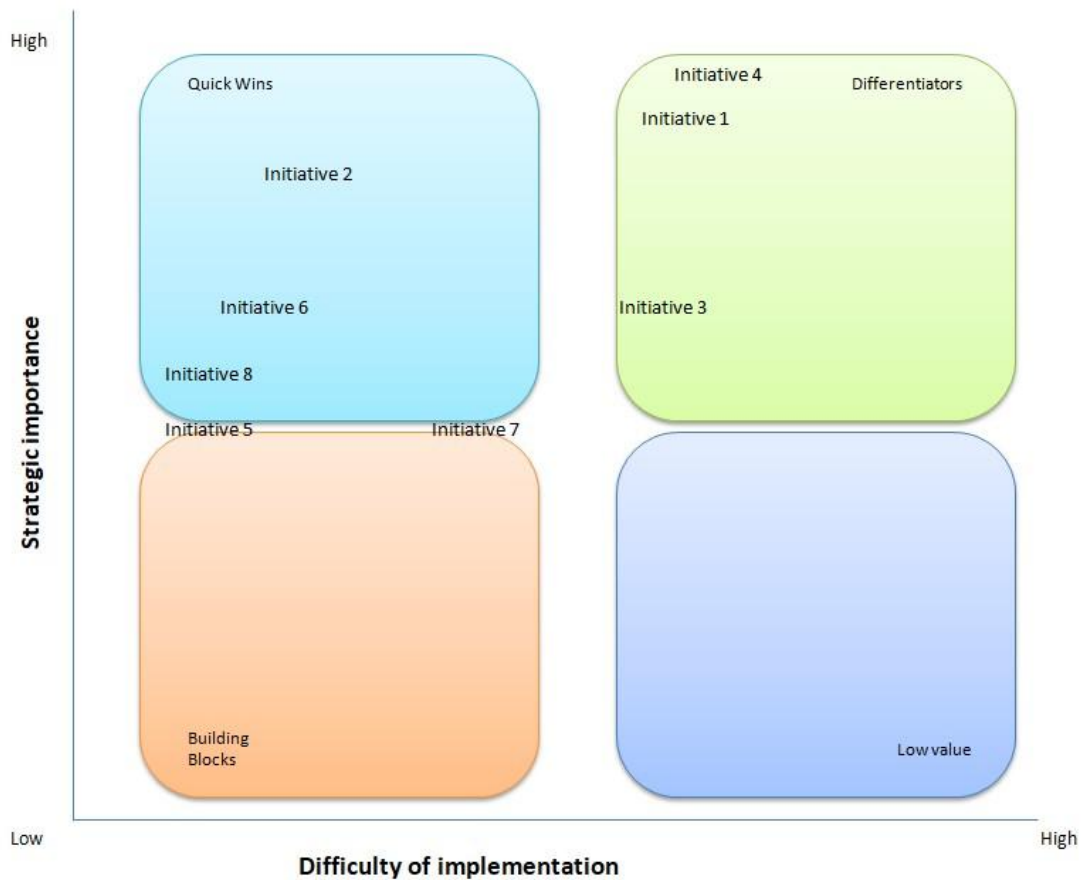 High
Quick Wins
Initiative 4
Differentiators
Initiative 1
Initiative 2
Initiative 6
Initiative 3
Initiative 8
Initiative 5
Initiative 7
Strategic importance
Building
Blocks
Low value
Low
High
Difficulty of implementation